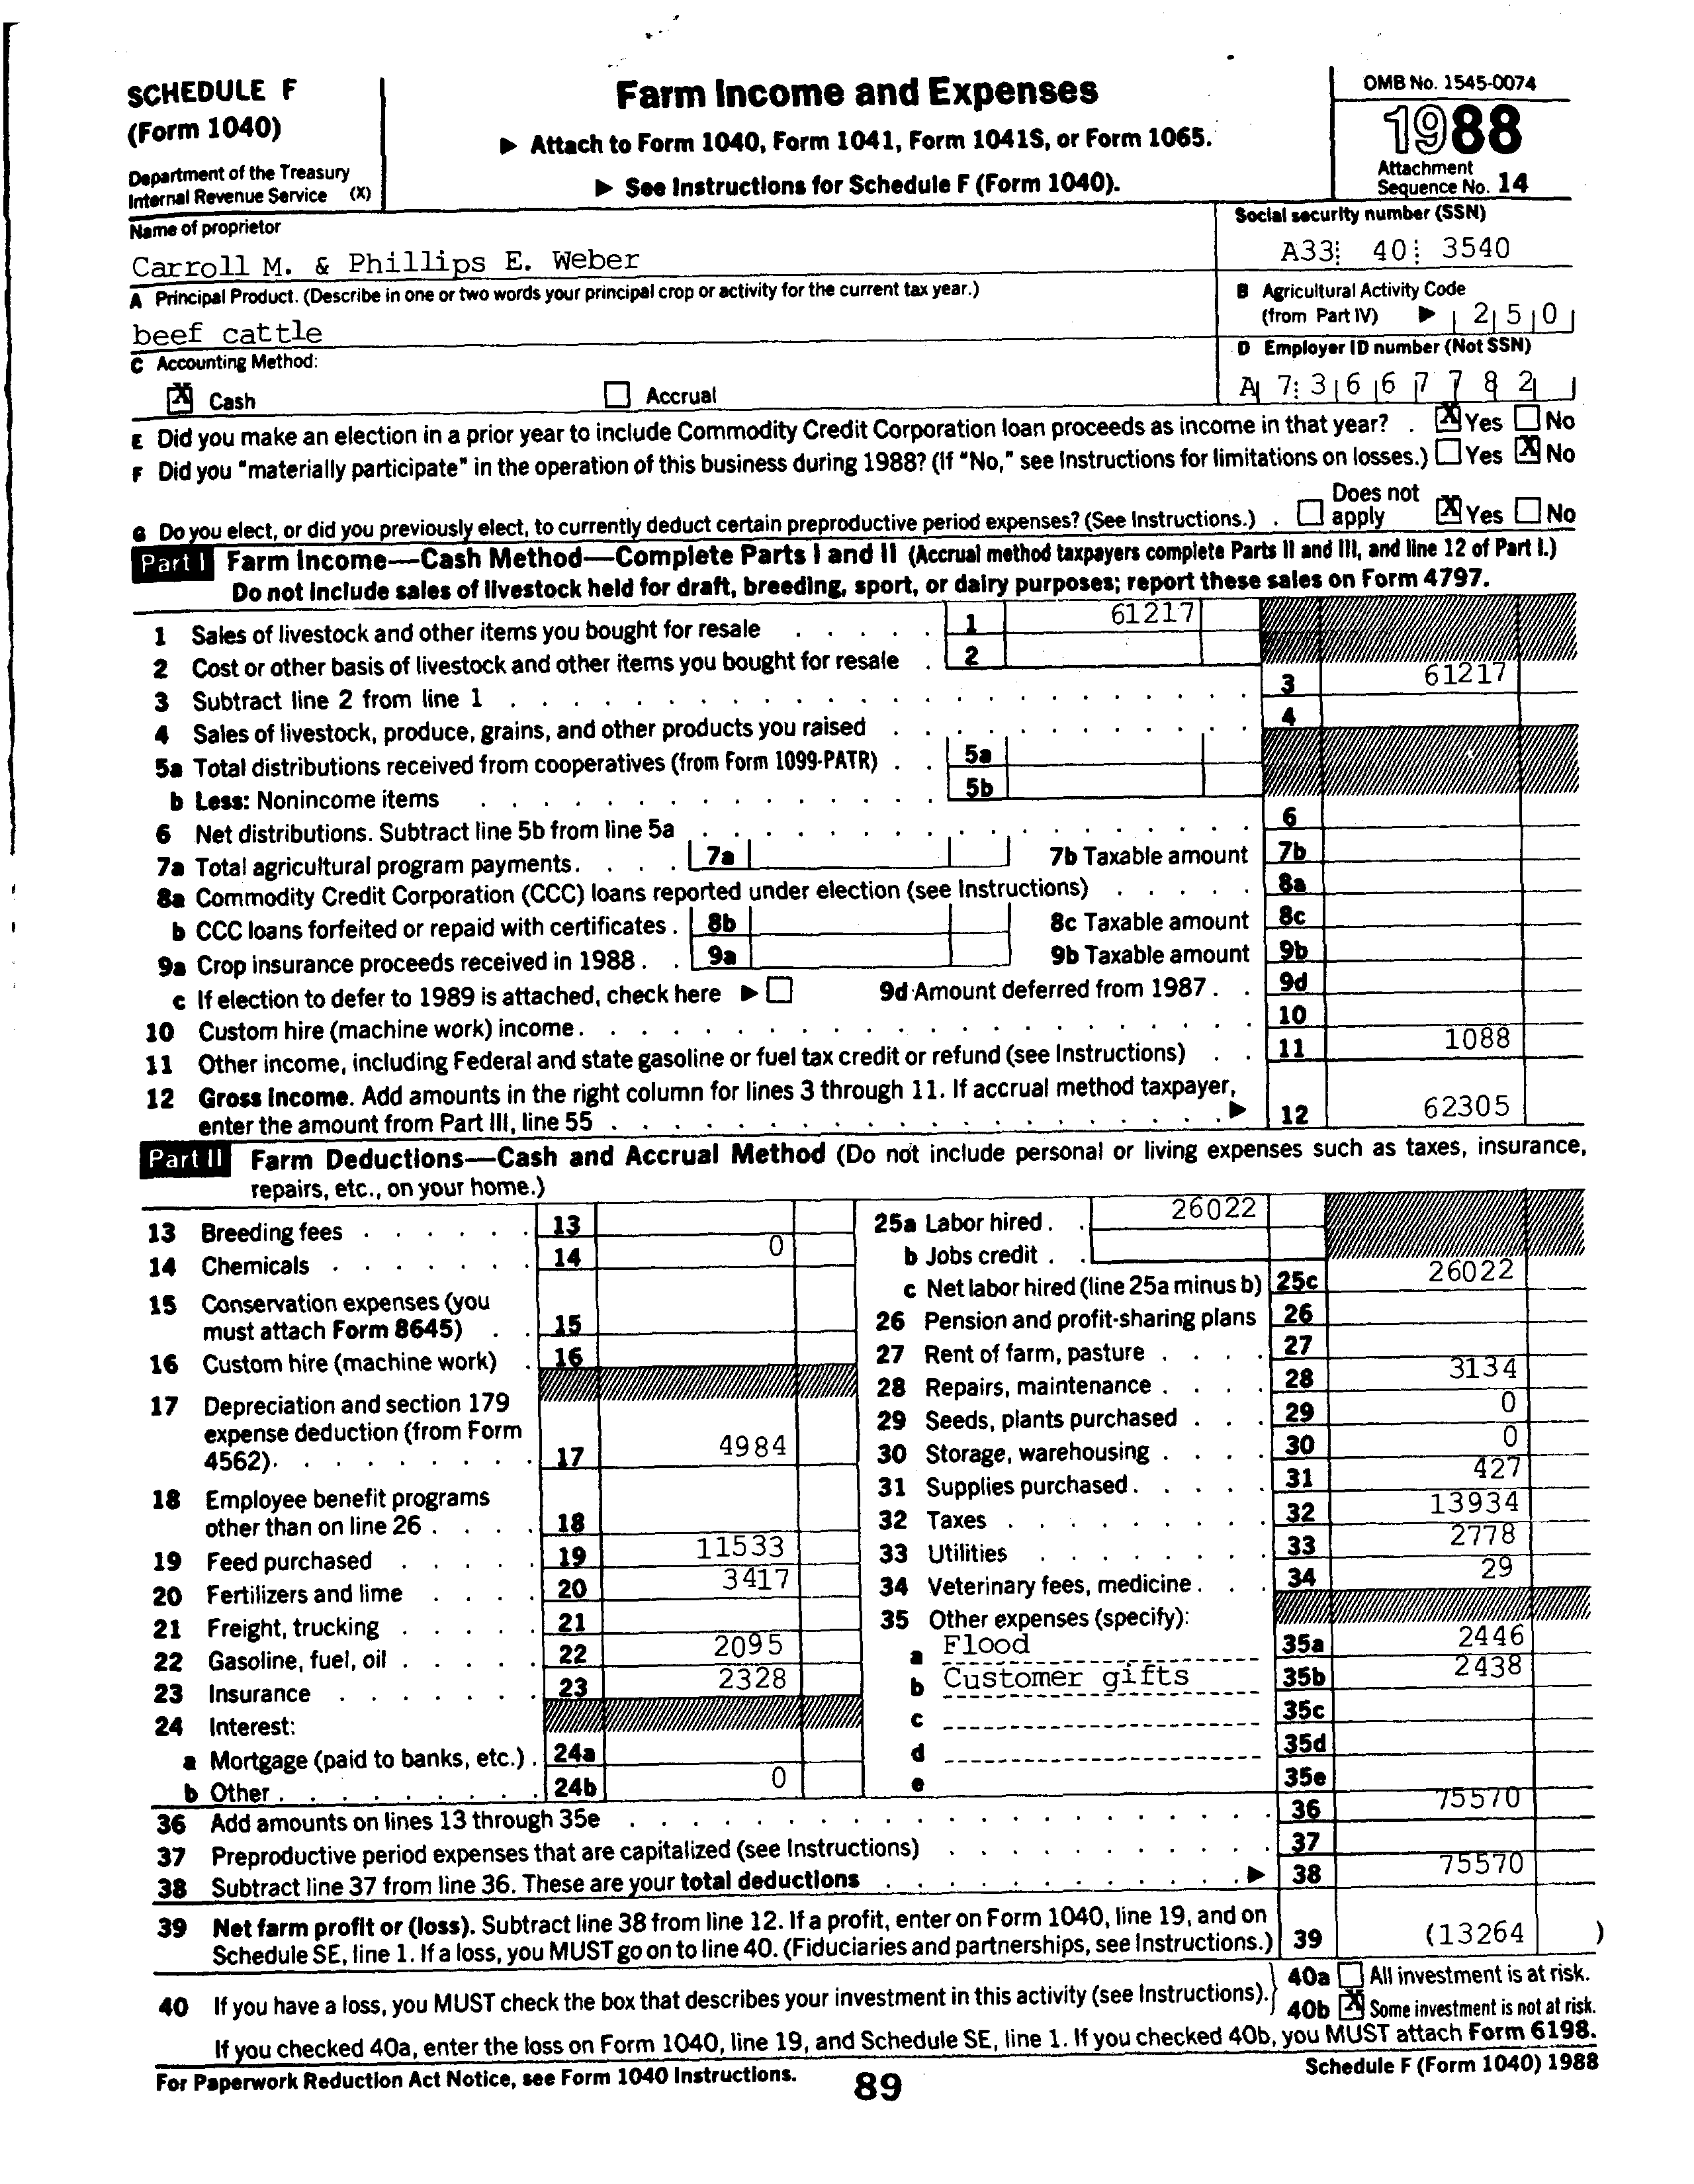 SCHEDULE F
(Form 1040)
Department of the Treasury
Internal Revenue Service (X)
Farm Income and Expenses
▶ Attach to Form 1040, Form 1041, Form 1041S, or Form 1065.
▶ See Instructions for Schedule F (Form 1040).
OMB No. 1545-0074
1988
Attachment
Sequence No. 14
Name of proprietor
Carroll M. & Phillips E. Weber
Social security number (SSN)
A33 40 3540
A Principal Product. (Describe in one or two words your principal crop or activity for the current tax year.)
beef cattle
B Agricultural Activity Code
(from Part IV) ▶ 2 5 0
C Accounting Method:
X Cash Accrual
D Employer ID number (Not SSN)
A 7 3 6 6 7 7 8 2
E Did you make an election in a prior year to include Commodity Credit Corporation loan proceeds as income in that year? . X Yes No
F Did you "materially participate" in the operation of this business during 1988? (If "No," see Instructions for limitations on losses.) Yes X No
G Do you elect, or did you previously elect, to currently deduct certain preproductive period expenses? (See Instructions.) . Does not apply X Yes No
Part I Farm Income—Cash Method—Complete Parts I and II (Accrual method taxpayers complete Parts II and III, and line 12 of Part I.)
Do not include sales of livestock held for draft, breeding, sport, or dairy purposes; report these sales on Form 4797.
1 Sales of livestock and other items you bought for resale . . . . . 1 61217
2 Cost or other basis of livestock and other items you bought for resale . 2
3 Subtract line 2 from line 1 . . . 3 61217
4 Sales of livestock, produce, grains, and other products you raised . . . 4
5a Total distributions received from cooperatives (from Form 1099-PATR) . . 5a
b Less: Nonincome items . . . 5b
6 Net distributions. Subtract line 5b from line 5a . . . 6
7a Total agricultural program payments. . . . 7a 7b Taxable amount 7b
8a Commodity Credit Corporation (CCC) loans reported under election (see Instructions) . . . . . 8a
b CCC loans forfeited or repaid with certificates . 8b 8c Taxable amount 8c
9a Crop insurance proceeds received in 1988 . . 9a 9b Taxable amount 9b
c If election to defer to 1989 is attached, check here ▶ 9d Amount deferred from 1987 . . 9d
10 Custom hire (machine work) income . . . 10
11 Other income, including Federal and state gasoline or fuel tax credit or refund (see Instructions) . . 11 1088
12 Gross income. Add amounts in the right column for lines 3 through 11. If accrual method taxpayer,
enter the amount from Part III, line 55 . . . ▶ 12 62305
Part II Farm Deductions—Cash and Accrual Method (Do not include personal or living expenses such as taxes, insurance,
repairs, etc., on your home.)
13 Breeding fees . . . . . . 13
14 Chemicals . . . . . . . 14 0
15 Conservation expenses (you
must attach Form 8645) . . 15
16 Custom hire (machine work) . 16
17 Depreciation and section 179
expense deduction (from Form
4562). . . . . . . . . 17 4984
18 Employee benefit programs
other than on line 26 . . . . 18
19 Feed purchased . . . . . 19 11533
20 Fertilizers and lime . . . . 20 3417
21 Freight, trucking . . . . . 21
22 Gasoline, fuel, oil . . . . . 22 2095
23 Insurance . . . . . . . 23 2328
24 Interest:
a Mortgage (paid to banks, etc.) . 24a
b Other . . . . . . . . . 24b 0
25a Labor hired . . 26022
b Jobs credit . .
c Net labor hired (line 25a minus b) 25c 26022
26 Pension and profit-sharing plans 26
27 Rent of farm, pasture . . . . 27
28 Repairs, maintenance . . . . 28 3134
29 Seeds, plants purchased . . . 29 0
30 Storage, warehousing . . . . 30 0
31 Supplies purchased . . . . . 31 427
32 Taxes . . . . . . . . . 32 13934
33 Utilities . . . . . . . 33 2778
34 Veterinary fees, medicine . . . 34 29
35 Other expenses (specify):
a Flood 35a 2446
b Customer gifts 35b 2438
c 35c
d 35d
e 35e
36 Add amounts on lines 13 through 35e . . . 36 75570
37 Preproductive period expenses that are capitalized (see Instructions) . . . 37
38 Subtract line 37 from line 36. These are your total deductions . . . ▶ 38 75570
39 Net farm profit or (loss). Subtract line 38 from line 12. If a profit, enter on Form 1040, line 19, and on
Schedule SE, line 1. If a loss, you MUST go on to line 40. (Fiduciaries and partnerships, see Instructions.) 39 (13264 )
40 If you have a loss, you MUST check the box that describes your investment in this activity (see Instructions).
40a All investment is at risk.
40b X Some investment is not at risk.
If you checked 40a, enter the loss on Form 1040, line 19, and Schedule SE, line 1. If you checked 40b, you MUST attach Form 6198.
For Paperwork Reduction Act Notice, see Form 1040 Instructions.
89
Schedule F (Form 1040) 1988